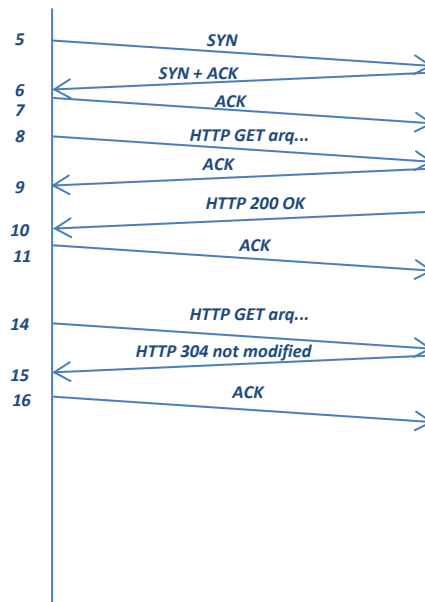 5 SYN
SYN + ACK
6
7 ACK
8 HTTP GET arq...
ACK
9
HTTP 200 OK
10
11 ACK
14 HTTP GET arq...
HTTP 304 not modified
15
16 ACK